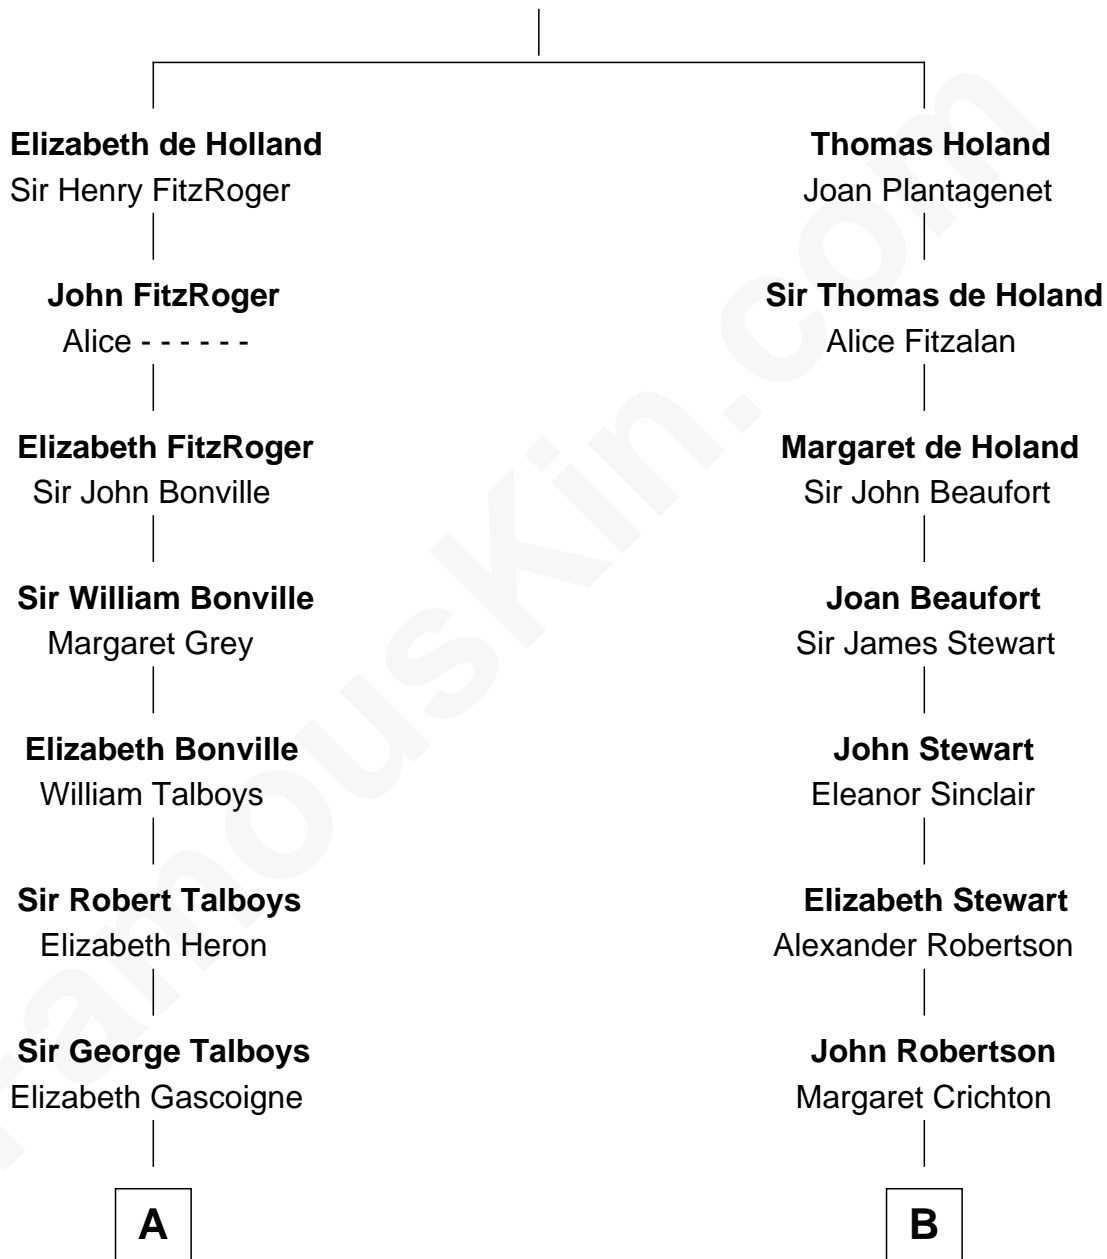 Elizabeth de Holland
Sir Henry FitzRoger
John FitzRoger
Alice - - - - - -
Elizabeth FitzRoger
Sir John Bonville
Sir William Bonville
Margaret Grey
Elizabeth Bonville
William Talboys
Sir Robert Talboys
Elizabeth Heron
Sir George Talboys
Elizabeth Gascoigne
A
Thomas Holand
Joan Plantagenet
Sir Thomas de Holand
Alice Fitzalan
Margaret de Holand
Sir John Beaufort
Joan Beaufort
Sir James Stewart
John Stewart
Eleanor Sinclair
Elizabeth Stewart
Alexander Robertson
John Robertson
Margaret Crichton
B
FamousKin.com